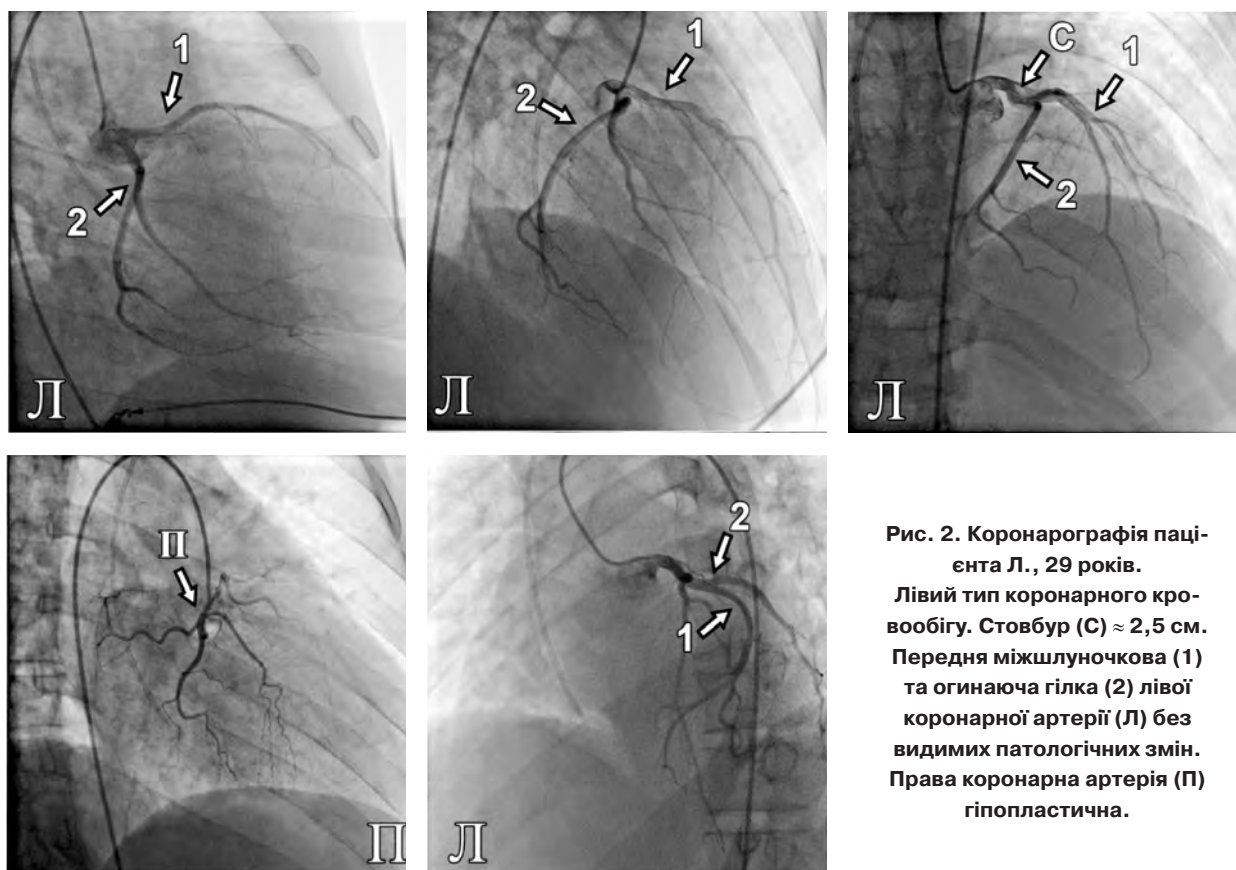 1
2
Л
1
2
Л
С
1
2
Л
П
П
2
1
Л
Рис. 2. Коронарографія паці-
єнта Л., 29 років.
Лівий тип коронарного кро-
вообігу. Стовбур (С) ≈ 2,5 см.
Передня міжшлуночкова (1)
та огинаюча гілка (2) лівої
коронарної артерії (Л) без
видимих патологічних змін.
Права коронарна артерія (П)
гіпопластична.